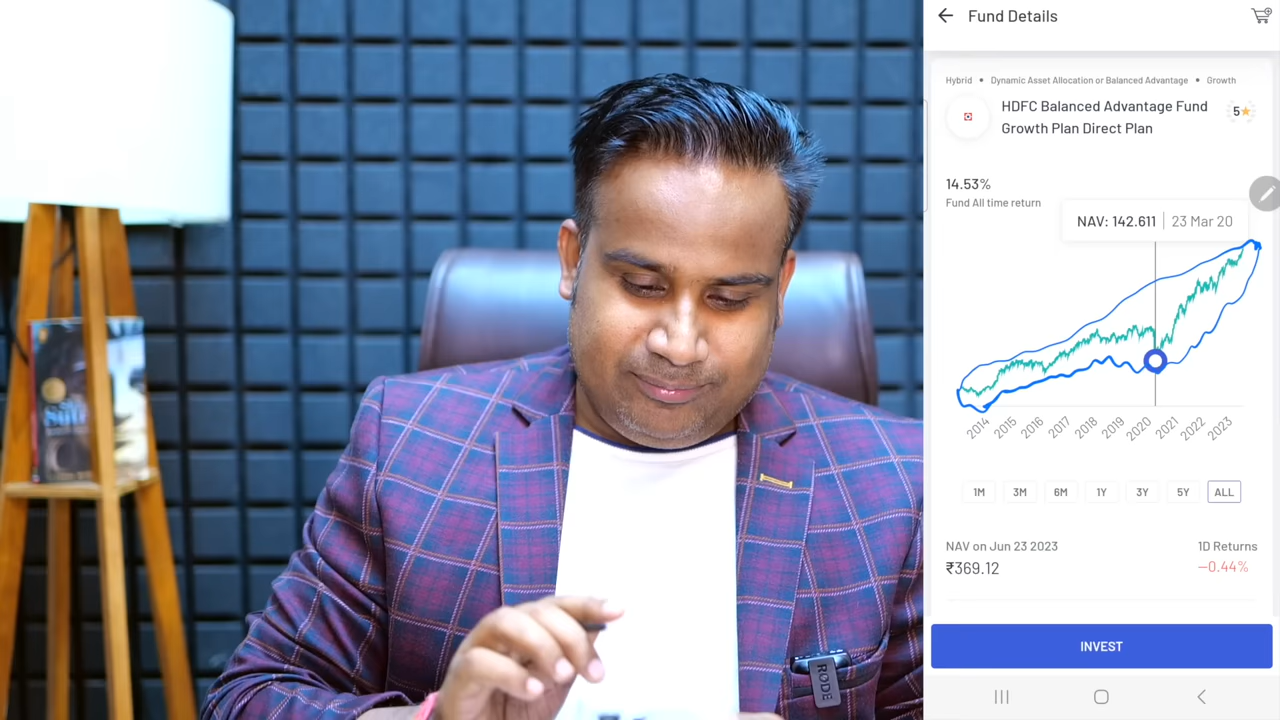 Fund Details
Hybrid • Dynamic Asset Allocation or Balanced Advantage • Growth
HDFC Balanced Advantage Fund
Growth Plan Direct Plan
5
14.53%
Fund All time return
NAV: 142.611 | 23 Mar 20
2014 2015 2016 2017 2018 2019 2020 2021 2022 2023
1M 3M 6M 1Y 3Y 5Y ALL
NAV on Jun 23 2023 1D Returns
₹369.12 −0.44%
INVEST
RODE